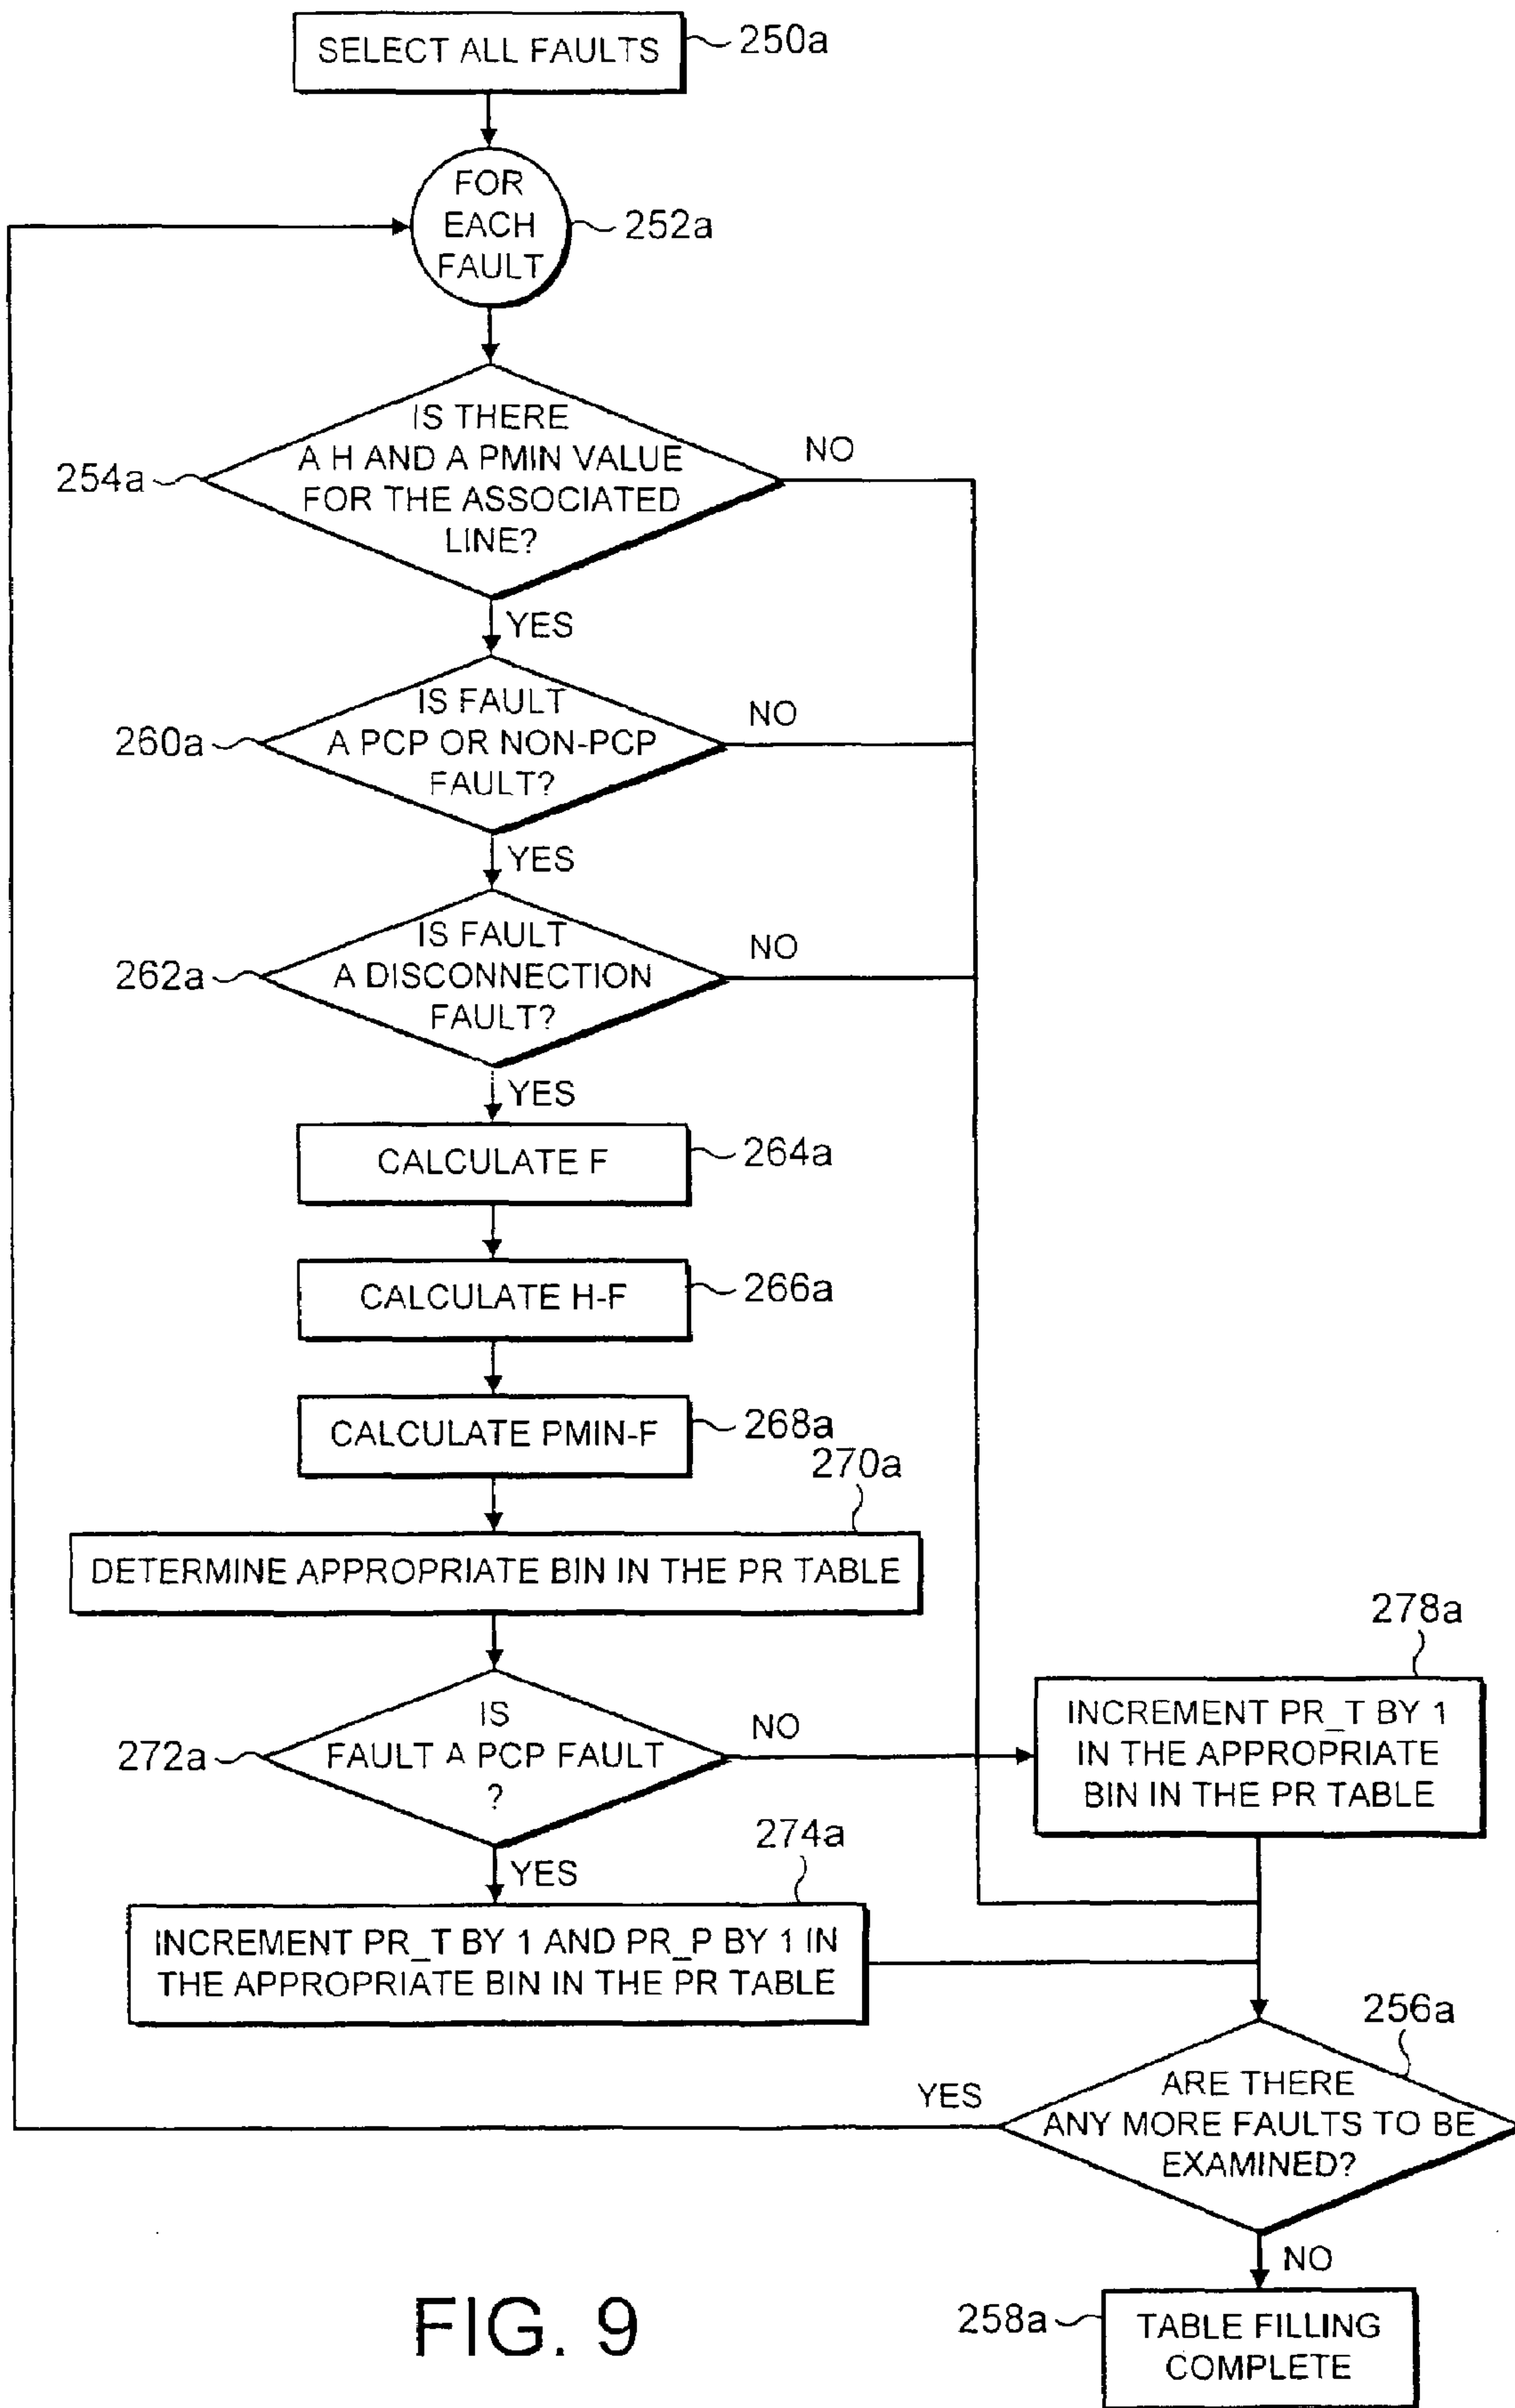 SELECT ALL FAULTS
250a
FOR
EACH
FAULT
252a
IS THERE
A H AND A PMIN VALUE
FOR THE ASSOCIATED
LINE?
254a
NO
YES
IS FAULT
A PCP OR NON-PCP
FAULT?
260a
NO
YES
IS FAULT
A DISCONNECTION
FAULT?
262a
NO
YES
CALCULATE F
264a
CALCULATE H-F
266a
CALCULATE PMIN-F
268a
270a
DETERMINE APPROPRIATE BIN IN THE PR TABLE
IS
FAULT A PCP FAULT
?
272a
NO
YES
278a
INCREMENT PR_T BY 1
IN THE APPROPRIATE
BIN IN THE PR TABLE
274a
INCREMENT PR_T BY 1 AND PR_P BY 1 IN
THE APPROPRIATE BIN IN THE PR TABLE
256a
ARE THERE
ANY MORE FAULTS TO BE
EXAMINED?
YES
NO
258a
TABLE FILLING
COMPLETE
FIG. 9